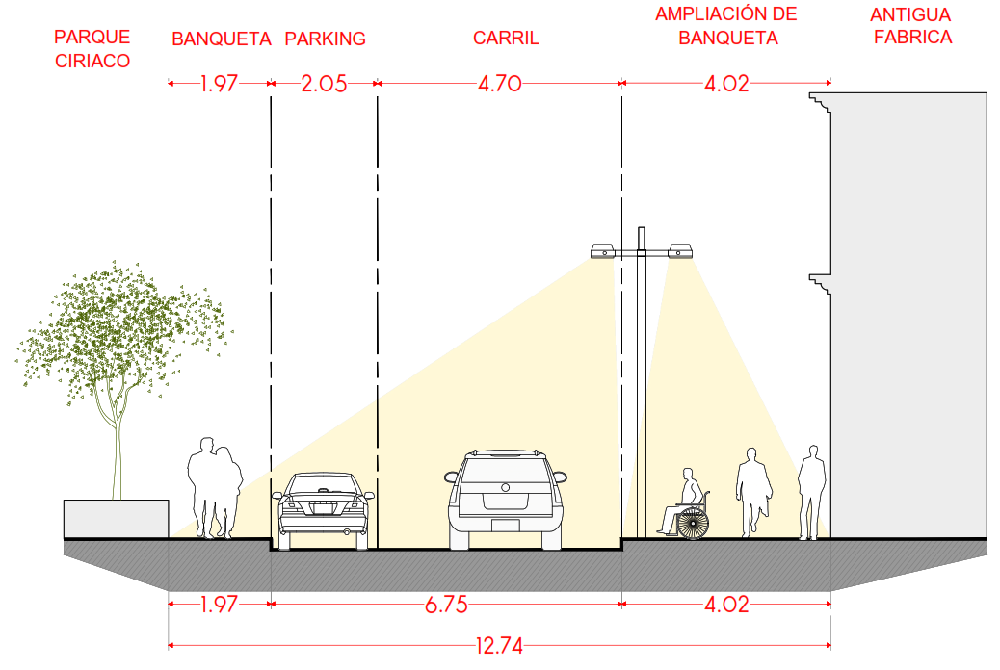 PARQUE
CIRIACO
BANQUETA
PARKING
CARRIL
AMPLIACIÓN DE
BANQUETA
ANTIGUA
FABRICA
1.97
2.05
4.70
4.02
1.97
6.75
4.02
12.74